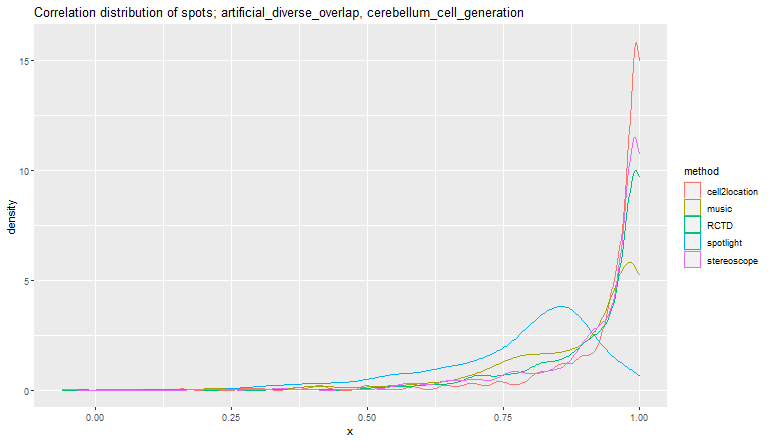 Correlation distribution of spots; artificial_diverse_overlap, cerebellum_cell_generation
15
10
5
0
density
0.00 0.25 0.50 0.75 1.00
x
method
cell2location
music
RCTD
spotlight
stereoscope